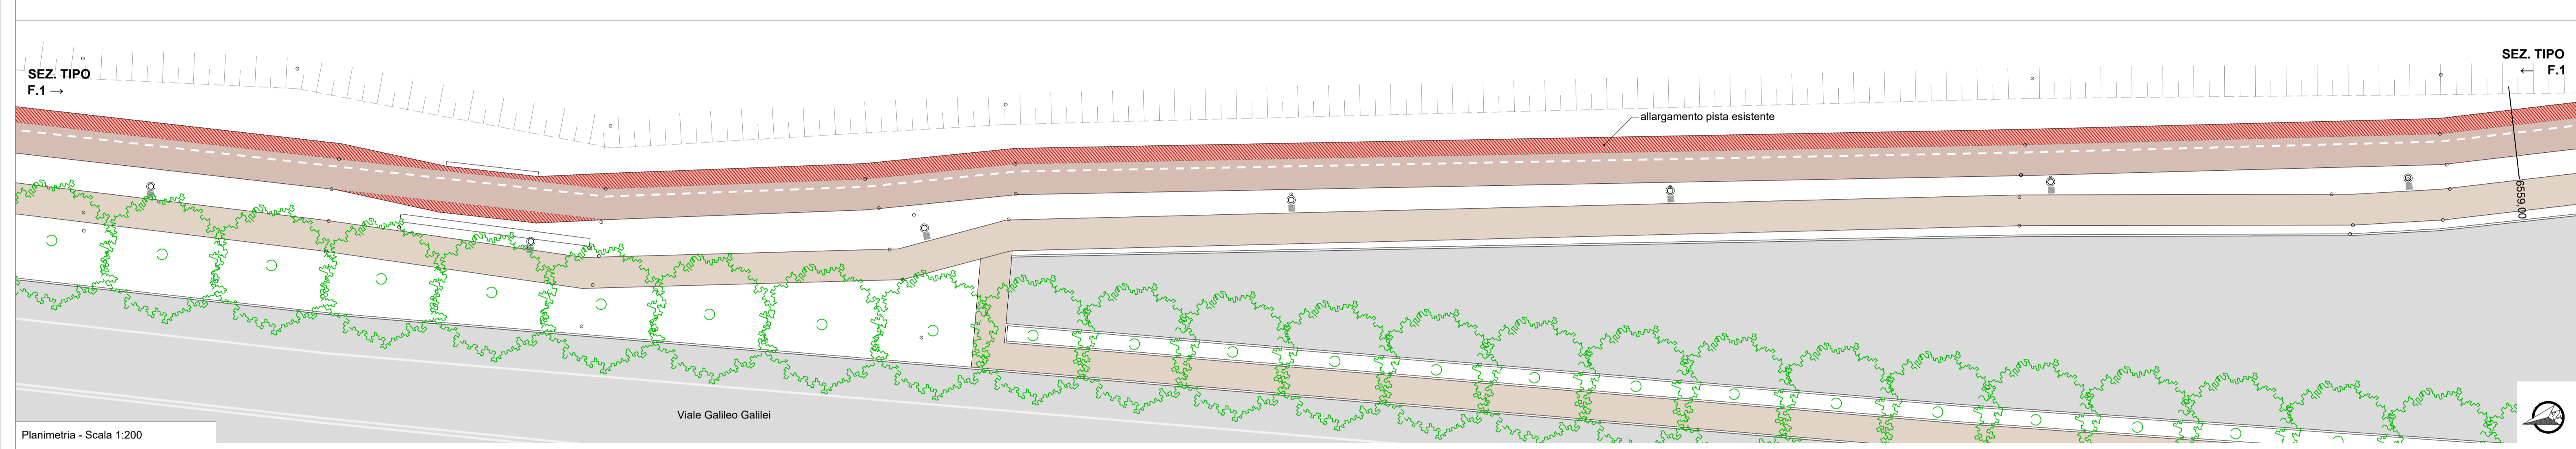 SEZ. TIPO
F.1 →
SEZ. TIPO
← F.1
allargamento pista esistente
6559.00
Viale Galileo Galilei
Planimetria - Scala 1:200